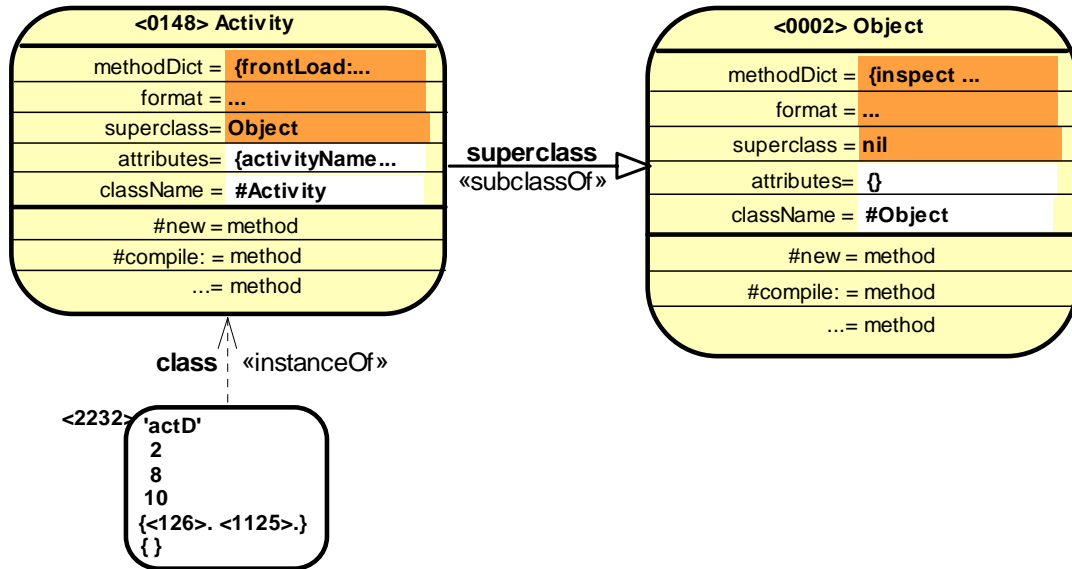 <0148> Activity
methodDict = {frontLoad:...
format = ...
superclass= Object
attributes= {activityName...
className = #Activity
#new = method
#compile: = method
...= method
superclass
«subclassOf»
<0002> Object
methodDict = {inspect ...
format = ...
superclass = nil
attributes= {}
className = #Object
#new = method
#compile: = method
...= method
class «instanceOf»
<2232> 'actD'
2
8
10
{<126>. <1125>.}
{ }